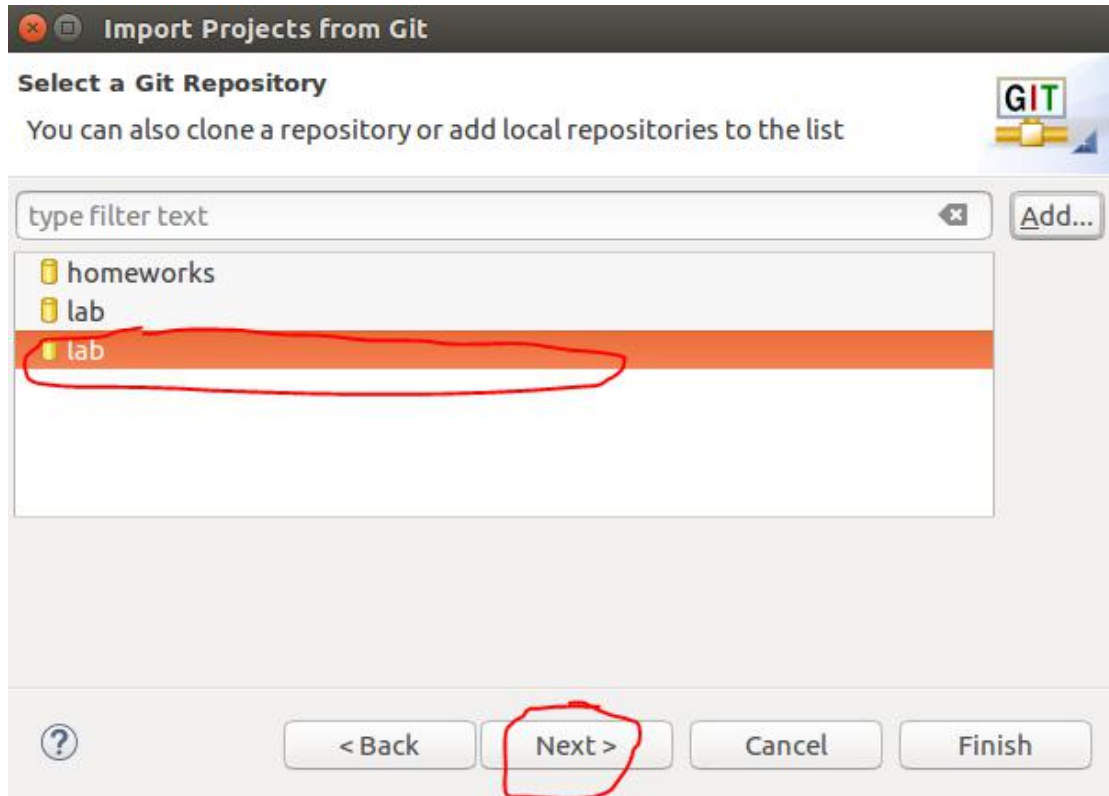 Import Projects from Git
Select a Git Repository
You can also clone a repository or add local repositories to the list
GIT
type filter text
Add...
homeworks
lab
lab
?
< Back
Next >
Cancel
Finish